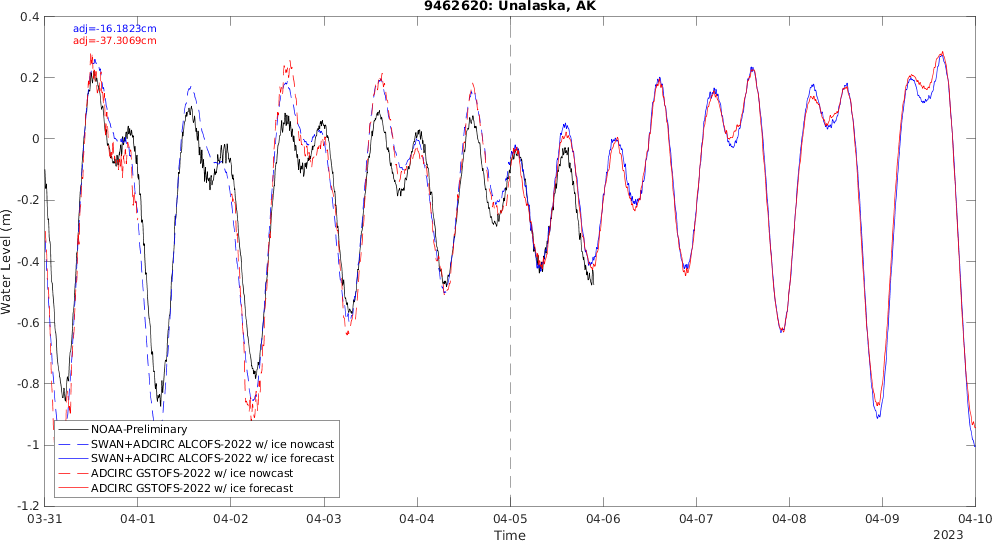 9462620: Unalaska, AK
adj=-16.1823cm
adj=-37.3069cm
0.4
0.2
0
-0.2
-0.4
-0.6
-0.8
-1
-1.2
Water Level (m)
NOAA-Preliminary
SWAN+ADCIRC ALCOFS-2022 w/ ice nowcast
SWAN+ADCIRC ALCOFS-2022 w/ ice forecast
ADCIRC GSTOFS-2022 w/ ice nowcast
ADCIRC GSTOFS-2022 w/ ice forecast
03-31 04-01 04-02 04-03 04-04 04-05 04-06 04-07 04-08 04-09 04-10
Time
2023